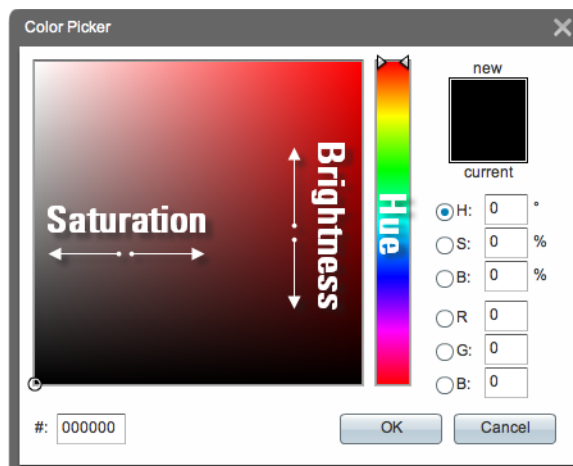 Color Picker
new
current
Saturation
Brightness
Hue
H: 0 °
S: 0 %
B: 0 %
R 0
G: 0
B: 0
#: 000000
OK
Cancel